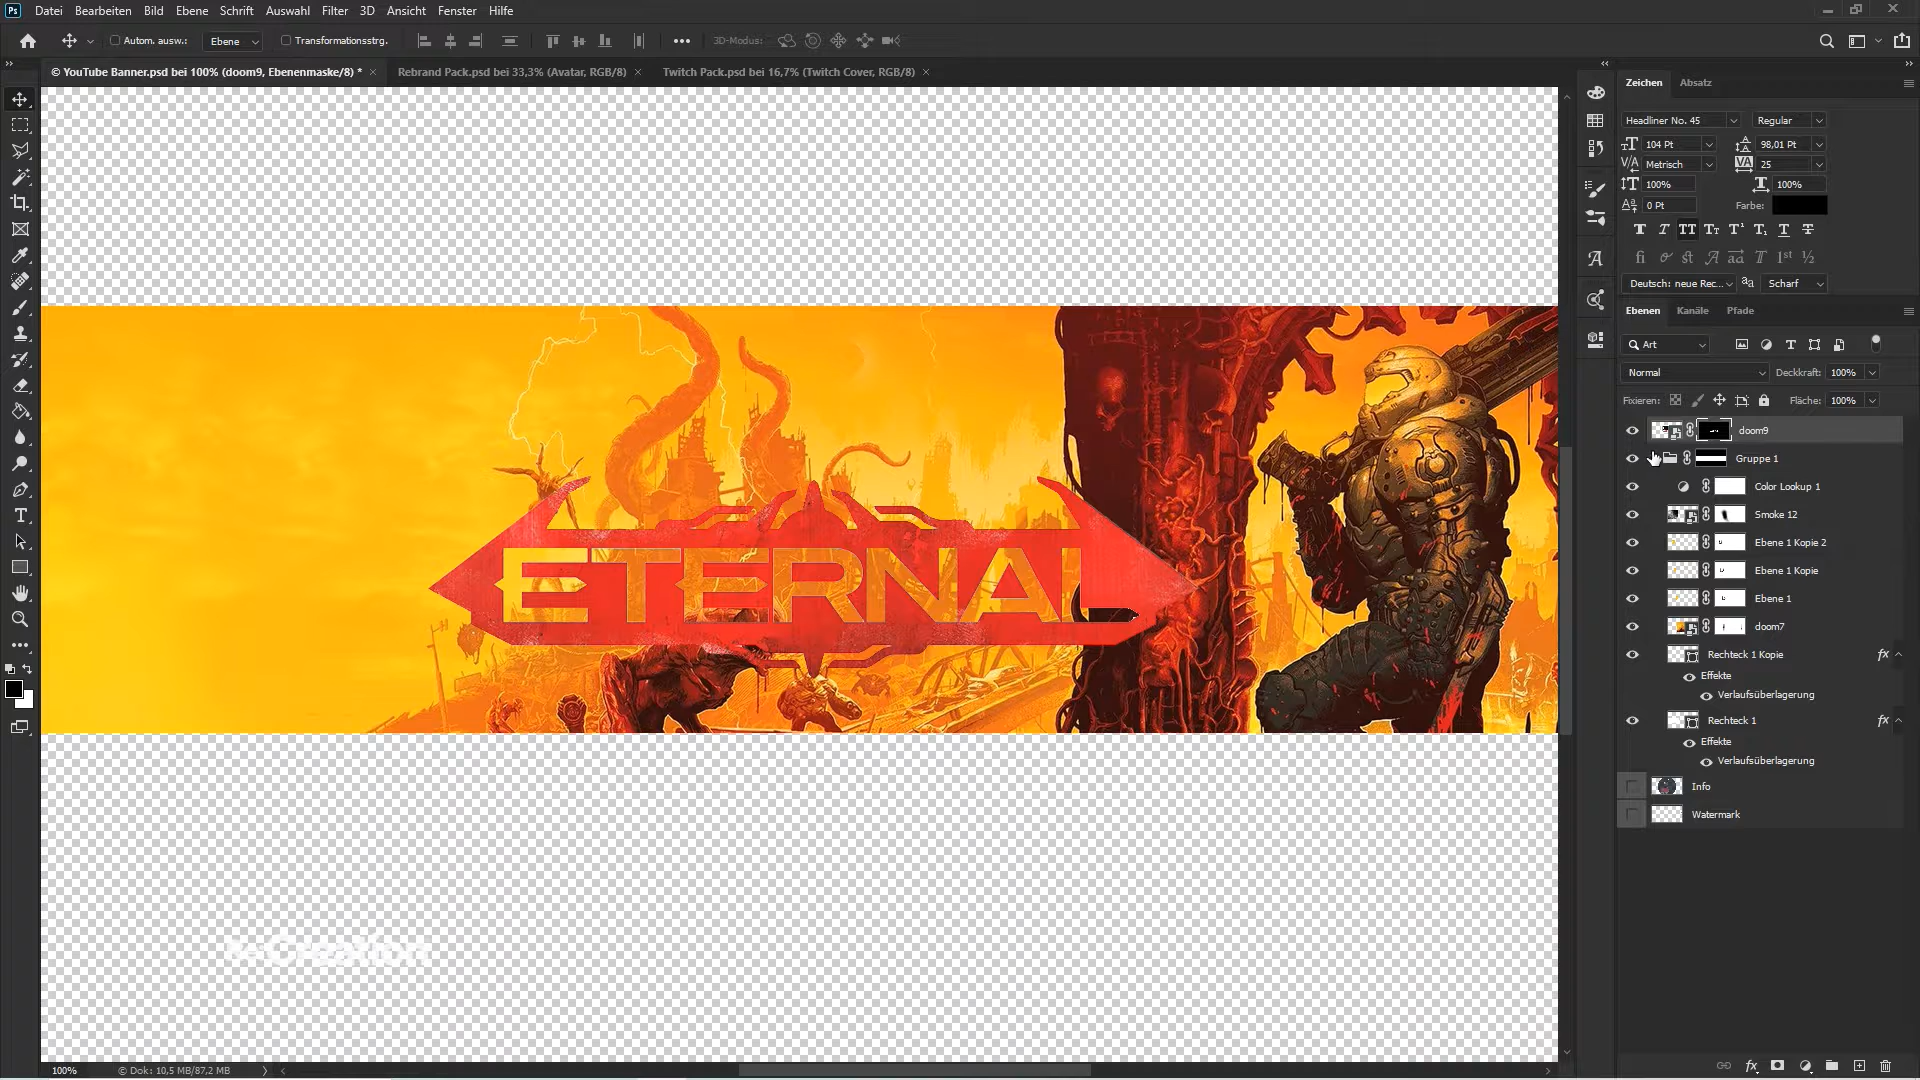 Ps Datei Bearbeiten Bild Ebene Schrift Auswahl Filter 3D Ansicht Fenster Hilfe
Autom. ausw.: Ebene Transformationsstrg. 3D-Modus:
© YouTube Banner.psd bei 100% (doom9, Ebenenmaske/8) * × Rebrand Pack.psd bei 33,3% (Avatar, RGB/8) × Twitch Pack.psd bei 16,7% (Twitch Cover, RGB/8) ×
Zeichen Absatz
Headliner No. 45 Regular
104 Pt 98,01 Pt
Metrisch 25
100% 100%
0 Pt Farbe:
Deutsch: neue Rec... Scharf
Ebenen Kanäle Pfade
Art
Normal Deckkraft: 100%
Fixieren: Fläche: 100%
doom9
Gruppe 1
Color Lookup 1
Smoke 12
Ebene 1 Kopie 2
Ebene 1 Kopie
Ebene 1
doom7
Rechteck 1 Kopie fx
Effekte
Verlaufsüberlagerung
Rechteck 1 fx
Effekte
Verlaufsüberlagerung
Info
Watermark
ETERNAL
100% © Dok: 10,5 MB/87,2 MB